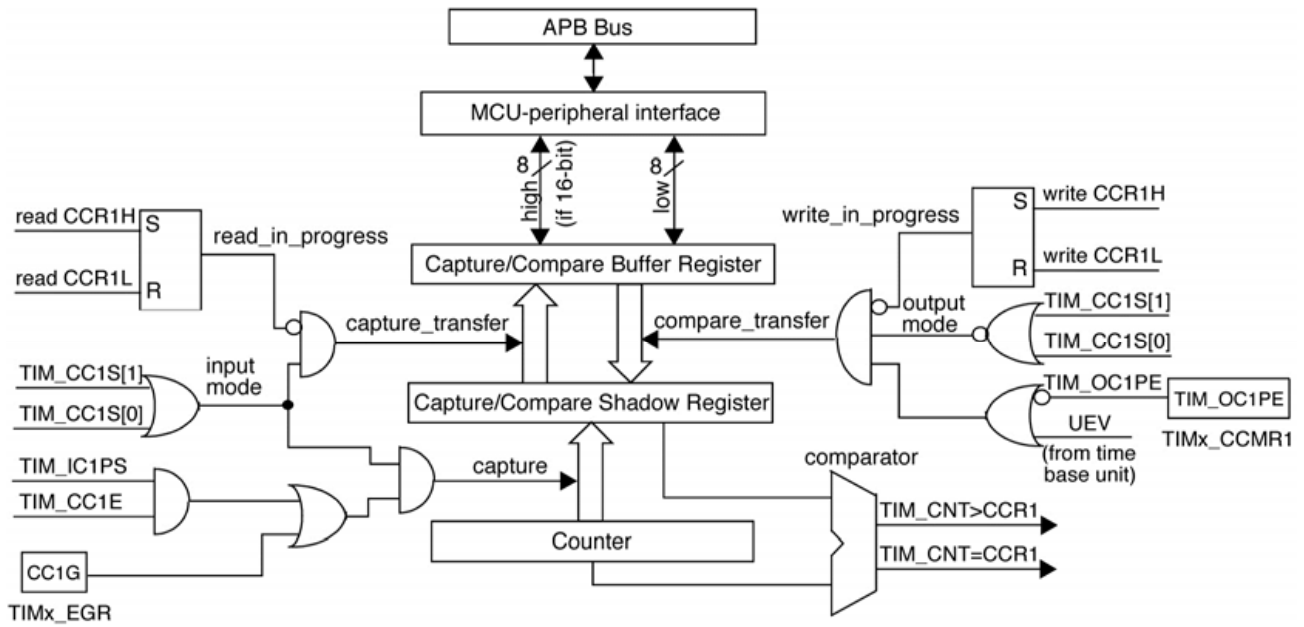 APB Bus
MCU-peripheral interface
8
high
(if 16-bit)
8
low
read CCR1H
S
read_in_progress
read CCR1L
R
write_in_progress
S
write CCR1H
R
write CCR1L
Capture/Compare Buffer Register
capture_transfer
compare_transfer
output
mode
TIM_CC1S[1]
TIM_CC1S[0]
input
mode
TIM_CC1S[1]
TIM_CC1S[0]
Capture/Compare Shadow Register
TIM_OC1PE
TIM_OC1PE
UEV
(from time
base unit)
TIMx_CCMR1
TIM_IC1PS
TIM_CC1E
capture
comparator
Counter
TIM_CNT>CCR1
TIM_CNT=CCR1
CC1G
TIMx_EGR